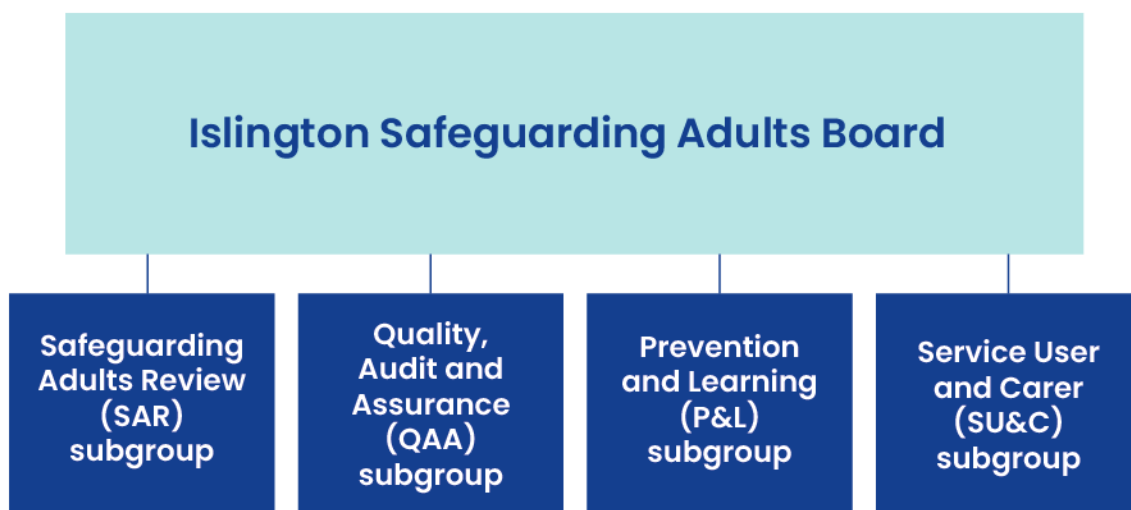 Islington Safeguarding Adults Board
Safeguarding
Adults Review
(SAR)
subgroup
Quality,
Audit and
Assurance
(QAA)
subgroup
Prevention
and Learning
(P&L)
subgroup
Service User
and Carer
(SU&C)
subgroup